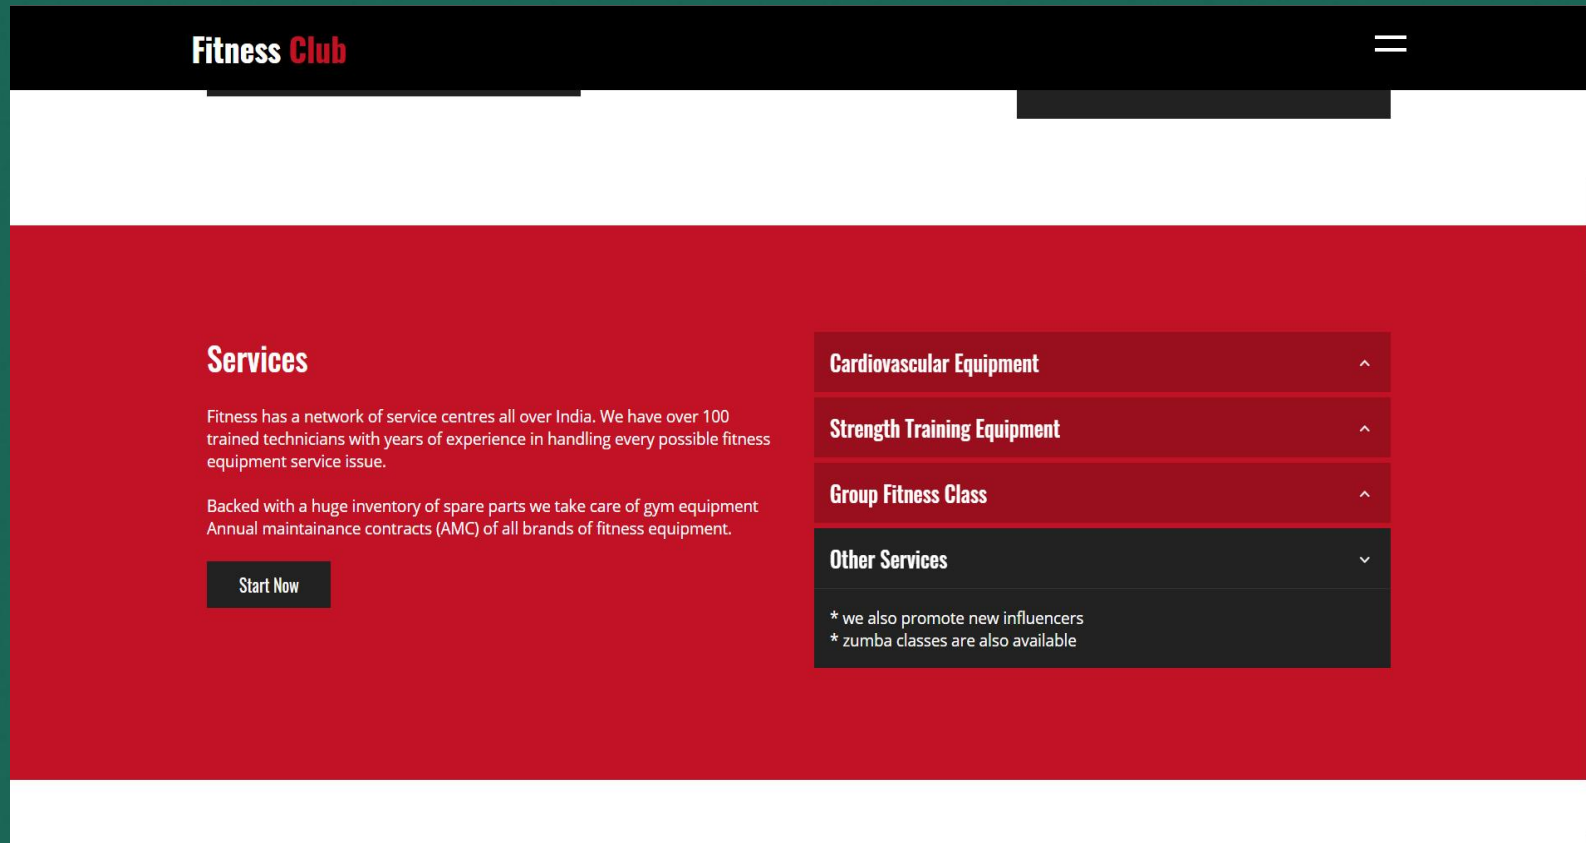 Fitness Club
Services
Fitness has a network of service centres all over India. We have over 100
trained technicians with years of experience in handling every possible fitness
equipment service issue.
Backed with a huge inventory of spare parts we take care of gym equipment
Annual maintainance contracts (AMC) of all brands of fitness equipment.
Start Now
Cardiovascular Equipment
Strength Training Equipment
Group Fitness Class
Other Services
* we also promote new influencers
* zumba classes are also available